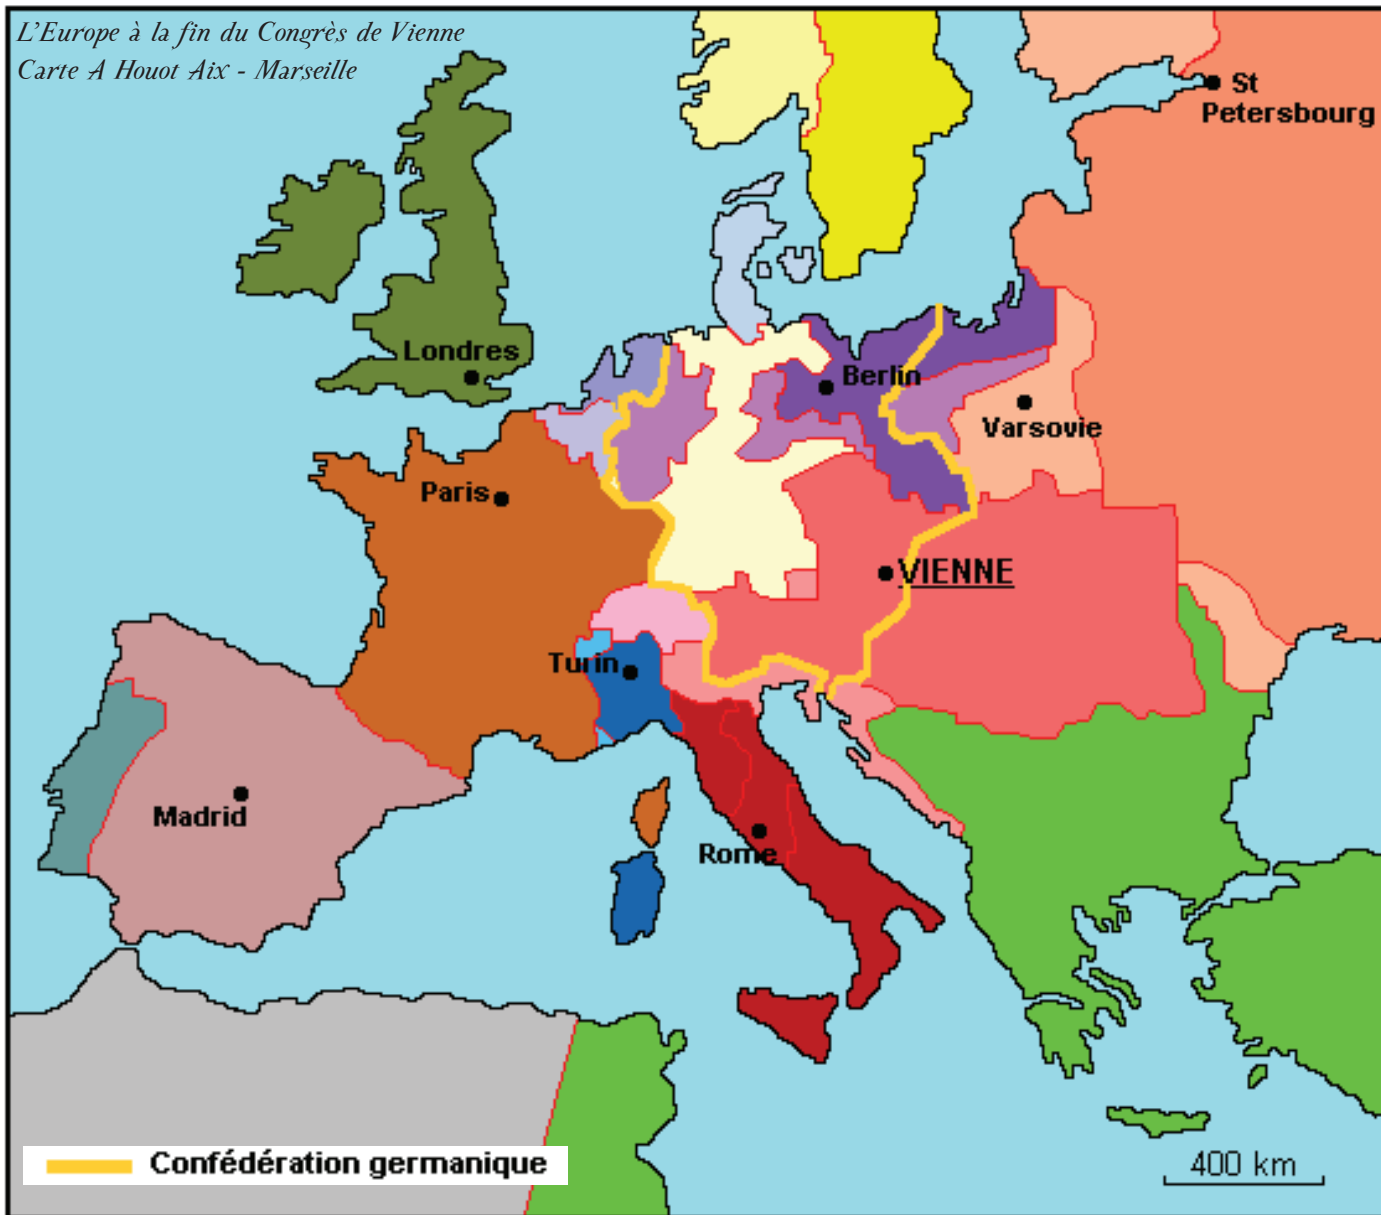 L'Europe à la fin du Congrès de Vienne
Carte A Houot Aix - Marseille
St
Petersbourg
Londres
Berlin
Varsovie
Paris
VIENNE
Turin
Madrid
Rome
Confédération germanique
400 km